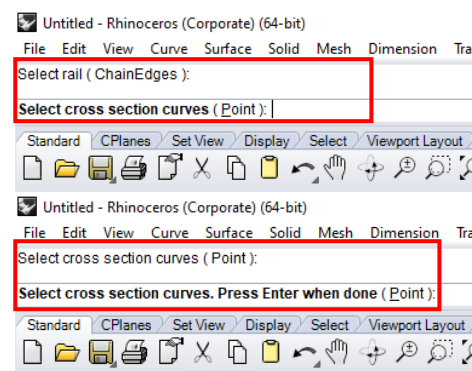 Untitled - Rhinoceros (Corporate) (64-bit)
File Edit View Curve Surface Solid Mesh Dimension Tra
Select rail ( ChainEdges ):
Select cross section curves ( Point ):
Standard CPlanes Set View Display Select Viewport Layout
Untitled - Rhinoceros (Corporate) (64-bit)
File Edit View Curve Surface Solid Mesh Dimension Tra
Select cross section curves ( Point ):
Select cross section curves. Press Enter when done ( Point ):
Standard CPlanes Set View Display Select Viewport Layout